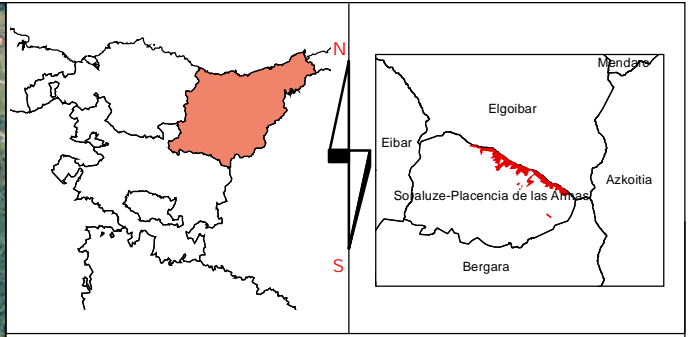 N
Mendaro
Elgoibar
Eibar
Azkoitia
Soraluze-Placencia de las Armas
S
Bergara